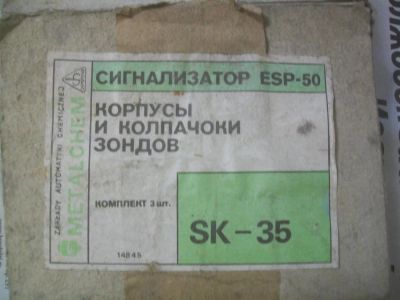 СИГНАЛИЗАТОР ESP-50
КОРПУСЫ
И КОЛПАЧОКИ
ЗОНДОВ
КОМПЛЕКТ 3 шт.
SK-35
14845
METALCHEM
ZAKŁADY AUTOMATYKI CHEMICZNEJ